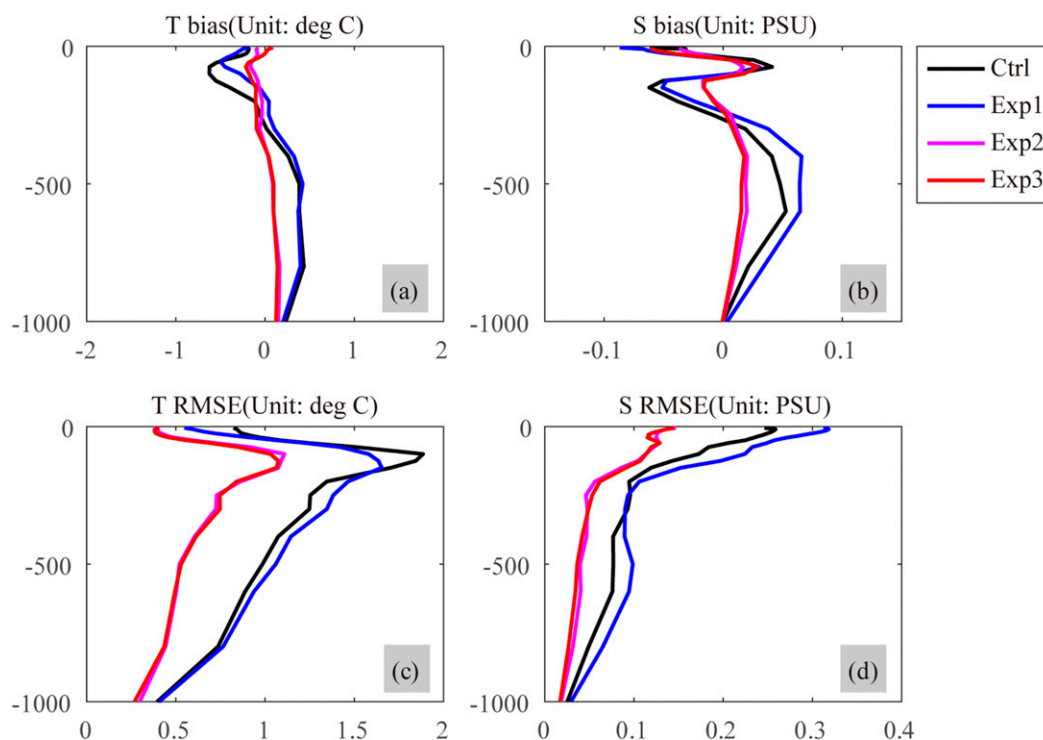 T bias(Unit: deg C)
0
-500
-1000
-2
-1
0
1
2
(a)
S bias(Unit: PSU)
0
-500
-1000
-0.1
0
0.1
(b)
Ctrl
Exp1
Exp2
Exp3
T RMSE(Unit: deg C)
0
-500
-1000
0
0.5
1
1.5
2
(c)
S RMSE(Unit: PSU)
0
-500
-1000
0
0.1
0.2
0.3
0.4
(d)